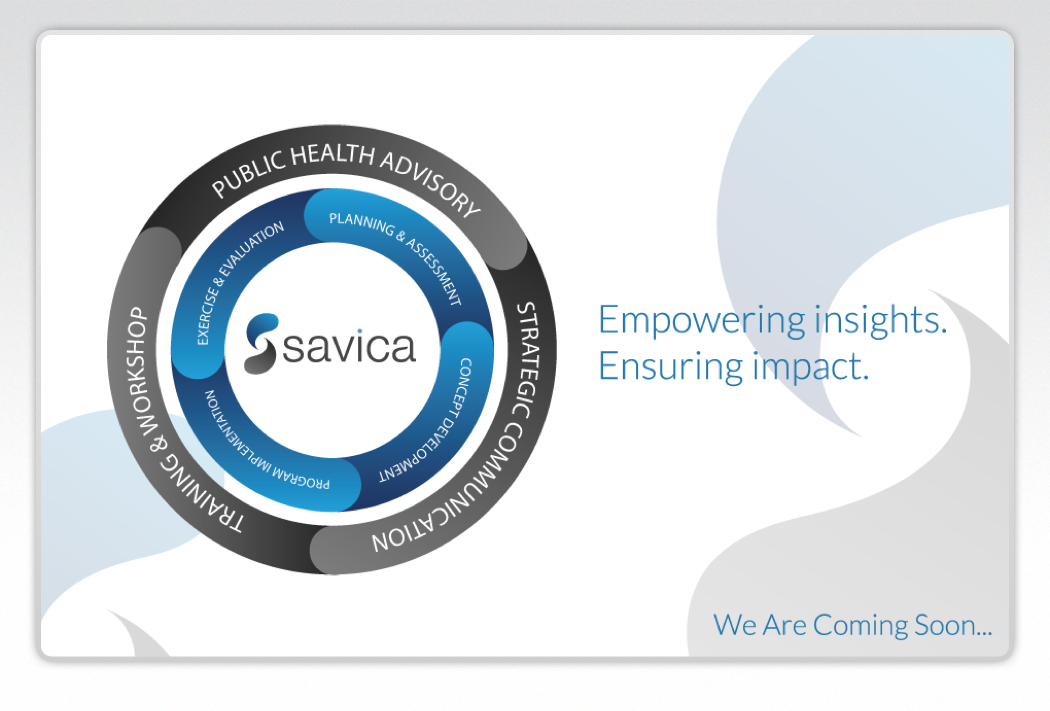 PUBLIC HEALTH ADVISORY
STRATEGIC COMMUNICATION
TRAINING & WORKSHOP
PLANNING & ASSESSMENT
CONCEPT DEVELOPMENT
PROGRAM IMPLEMENTATION
EXERCISE & EVALUATION
savica
Empowering insights.
Ensuring impact.
We Are Coming Soon...